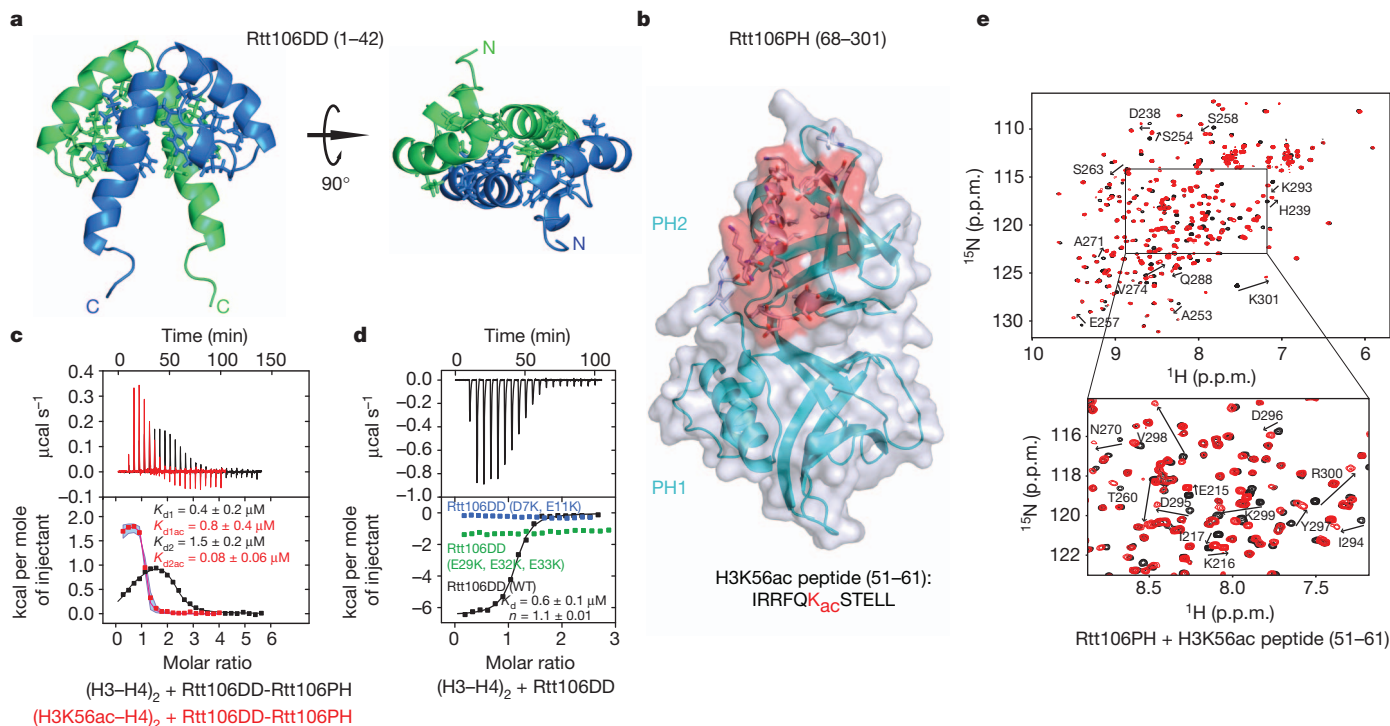 a
Rtt106DD (1–42)
90°
N
N
C
C
b
Rtt106PH (68–301)
PH2
PH1
H3K56ac peptide (51–61):
IRRFQKacSTELL
c
Time (min)
0 50 100 150
μcal s⁻¹
0.4
0.3
0.2
0.1
0.0
–0.1
kcal per mole
of injectant
2.0
1.5
1.0
0.5
0.0
Kd1 = 0.4 ± 0.2 μM
Kd1ac = 0.8 ± 0.4 μM
Kd2 = 1.5 ± 0.2 μM
Kd2ac = 0.08 ± 0.06 μM
0 1 2 3 4 5 6
Molar ratio
(H3–H4)₂ + Rtt106DD-Rtt106PH
(H3K56ac–H4)₂ + Rtt106DD-Rtt106PH
d
Time (min)
0 50 100
μcal s⁻¹
0.0
–0.2
–0.4
–0.6
–0.8
–1.0
kcal per mole
of injectant
0
–2
–4
–6
Rtt106DD (D7K, E11K)
Rtt106DD
(E29K, E32K, E33K)
Rtt106DD (WT)
Kd = 0.6 ± 0.1 μM
n = 1.1 ± 0.01
0 1 2 3
Molar ratio
(H3–H4)₂ + Rtt106DD
e
¹⁵N (p.p.m.)
110
115
120
125
130
D238
S258
S254
S263
K293
H239
A271
V274
Q288
K301
A253
E257
10 9 8 7 6
¹H (p.p.m.)
¹⁵N (p.p.m.)
116
118
120
122
N270
V298
D296
R300
T260
D295
E215
K299
Y297
I217
I294
K216
8.5 8.0 7.5
¹H (p.p.m.)
Rtt106PH + H3K56ac peptide (51–61)